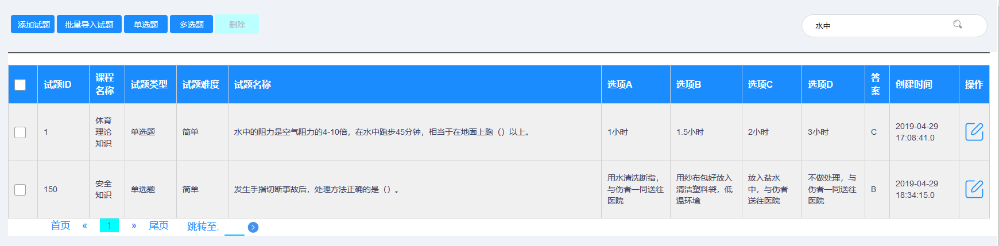 添加试题 批量导入试题 单选题 多选题 删除 水中
试题ID 课程名称 试题类型 试题难度 试题名称 选项A 选项B 选项C 选项D 答案 创建时间 操作
1 体育理论知识 单选题 简单 水中的阻力是空气阻力的4-10倍，在水中跑步45分钟，相当于在地面上跑（）以上。 1小时 1.5小时 2小时 3小时 C 2019-04-29 17:08:41.0
150 安全知识 单选题 简单 发生手指切断事故后，处理方法正确的是（）。 用水清洗断指，与伤者一同送往医院 用纱布包好放入清洁塑料袋，低温环境 放入盐水中，与伤者送往医院 不做处理，与伤者一同送往医院 B 2019-04-29 18:34:15.0
首页 « 1 » 尾页 跳转至: